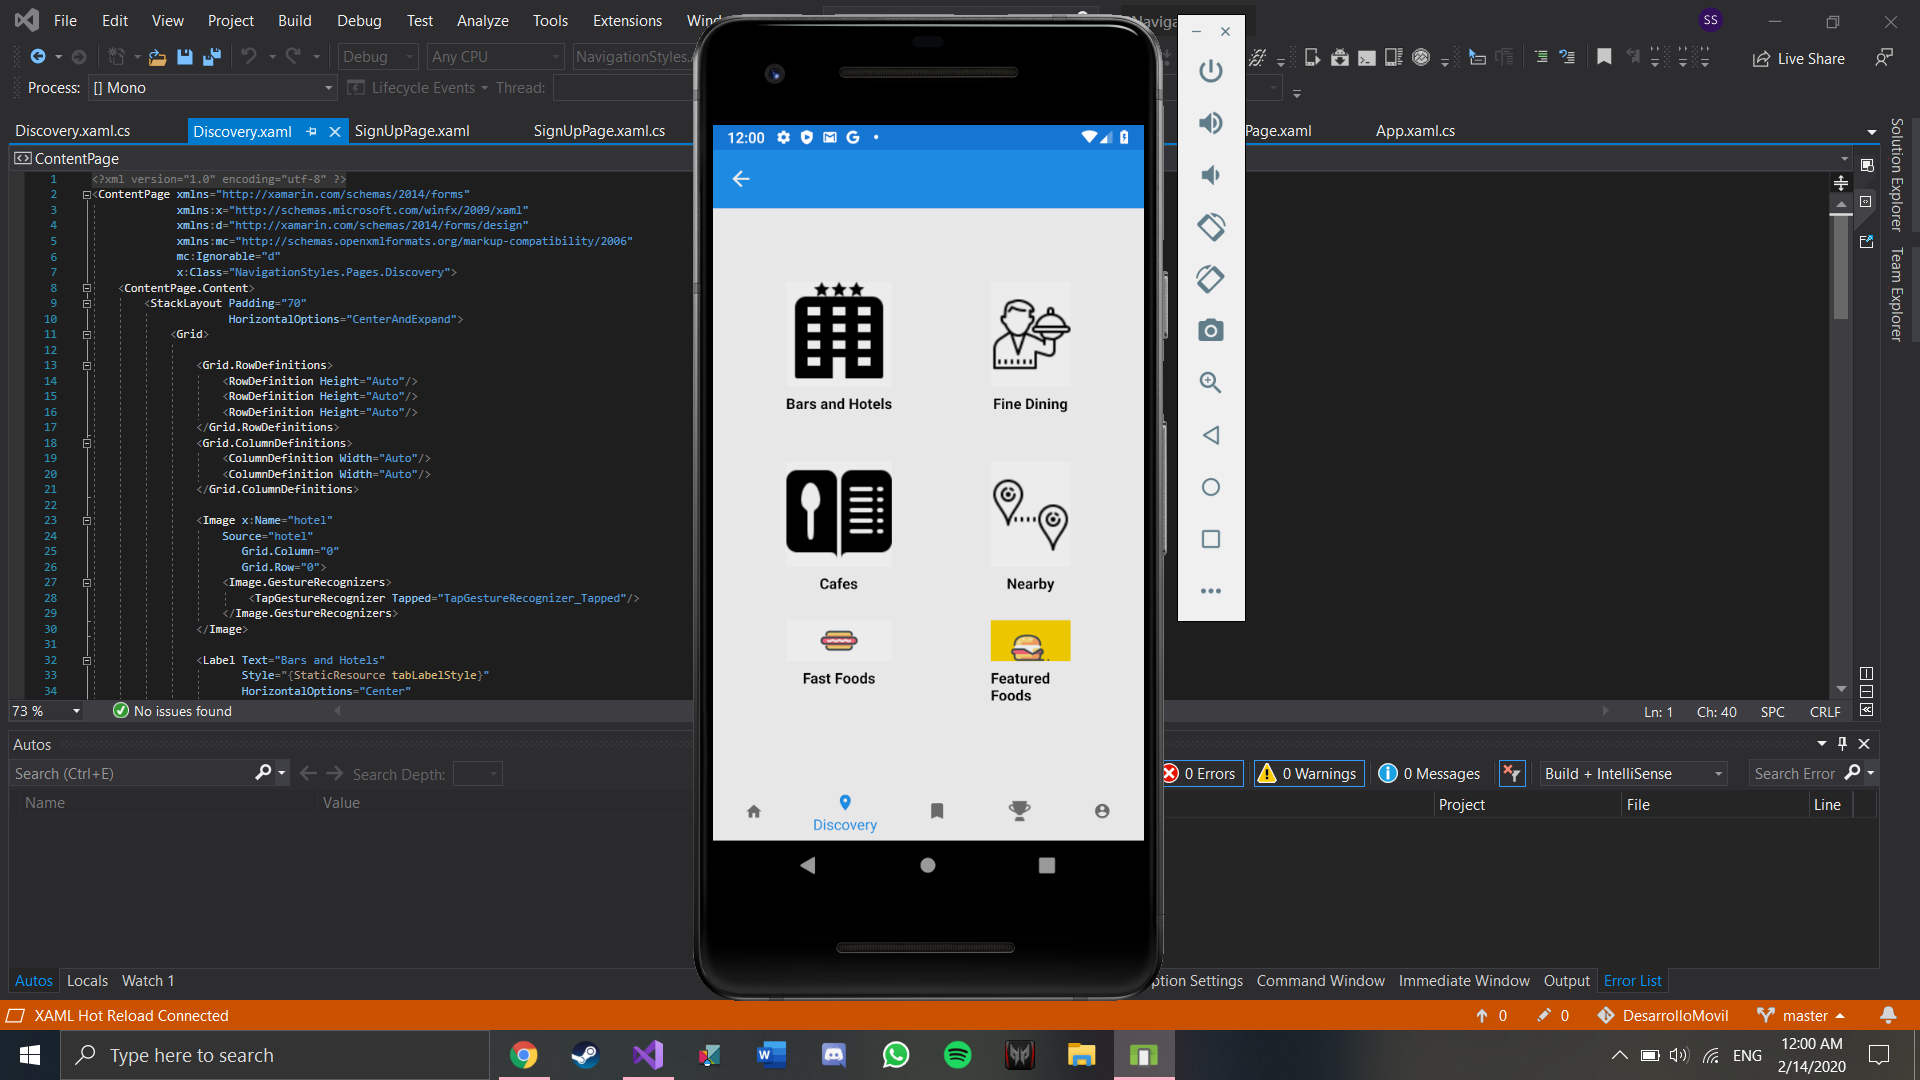 File Edit View Project Build Debug Test Analyze Tools Extensions Wind Naviga SS
Debug Any CPU NavigationStyles. Live Share
Process: [] Mono Lifecycle Events Thread:
Discovery.xaml.cs Discovery.xaml SignUpPage.xaml SignUpPage.xaml.cs Page.xaml App.xaml.cs
ContentPage
1 <?xml version="1.0" encoding="utf-8" ?>
2 <ContentPage xmlns="http://xamarin.com/schemas/2014/forms"
3 xmlns:x="http://schemas.microsoft.com/winfx/2009/xaml"
4 xmlns:d="http://xamarin.com/schemas/2014/forms/design"
5 xmlns:mc="http://schemas.openxmlformats.org/markup-compatibility/2006"
6 mc:Ignorable="d"
7 x:Class="NavigationStyles.Pages.Discovery">
8 <ContentPage.Content>
9 <StackLayout Padding="70"
10 HorizontalOptions="CenterAndExpand">
11 <Grid>
12
13 <Grid.RowDefinitions>
14 <RowDefinition Height="Auto"/>
15 <RowDefinition Height="Auto"/>
16 <RowDefinition Height="Auto"/>
17 </Grid.RowDefinitions>
18 <Grid.ColumnDefinitions>
19 <ColumnDefinition Width="Auto"/>
20 <ColumnDefinition Width="Auto"/>
21 </Grid.ColumnDefinitions>
22
23 <Image x:Name="hotel"
24 Source="hotel"
25 Grid.Column="0"
26 Grid.Row="0">
27 <Image.GestureRecognizers>
28 <TapGestureRecognizer Tapped="TapGestureRecognizer_Tapped"/>
29 </Image.GestureRecognizers>
30 </Image>
31
32 <Label Text="Bars and Hotels"
33 Style="{StaticResource tabLabelStyle}"
34 HorizontalOptions="Center"
73 % No issues found Ln: 1 Ch: 40 SPC CRLF
12:00
Bars and Hotels Fine Dining
Cafes Nearby
Fast Foods Featured
Foods
Discovery
Solution Explorer
Team Explorer
Autos
Search (Ctrl+E) Search Depth:
Name Value
0 Errors 0 Warnings 0 Messages Build + IntelliSense Search Error
Project File Line
Autos Locals Watch 1
ption Settings Command Window Immediate Window Output Error List
XAML Hot Reload Connected 0 0 DesarrolloMovil master
Type here to search
ENG 12:00 AM
2/14/2020